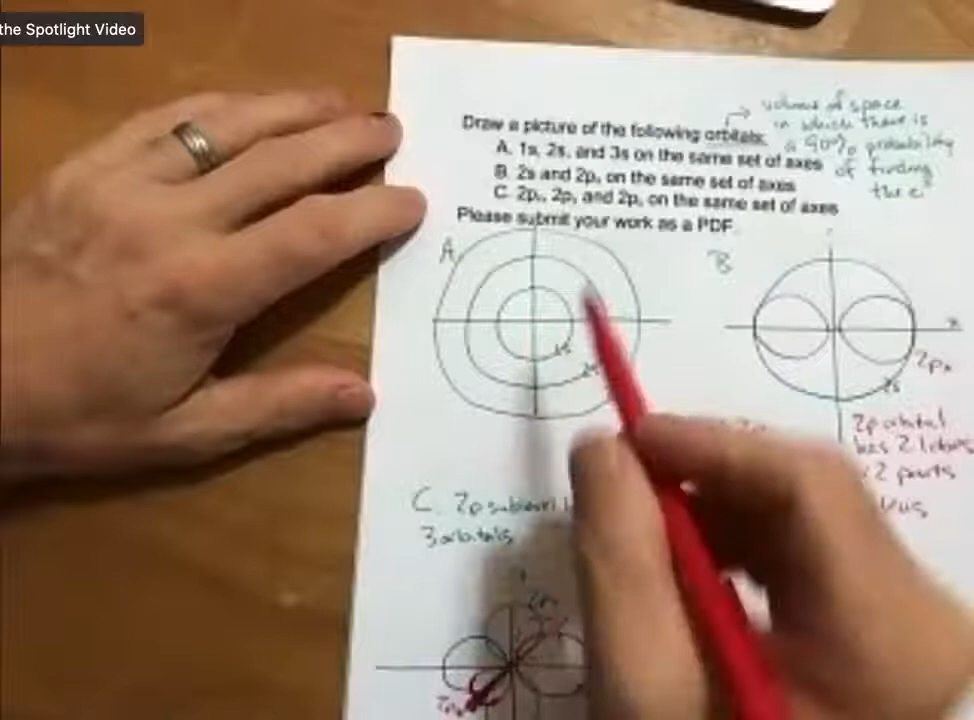 the Spotlight Video
Draw a picture of the following orbitals:
A. 1s, 2s, and 3s on the same set of axes
B. 2s and 2pₓ on the same set of axes
C. 2pₓ, 2p, and 2p, on the same set of axes
Please submit your work as a PDF.
→ volume of space
in which there is
a 90% probability
of finding
the e⁻
A
1s
2s
B
x
2pₓ
2s
2p orbital
has 2 lobes
2 parts
C. 2p
3 orbitals